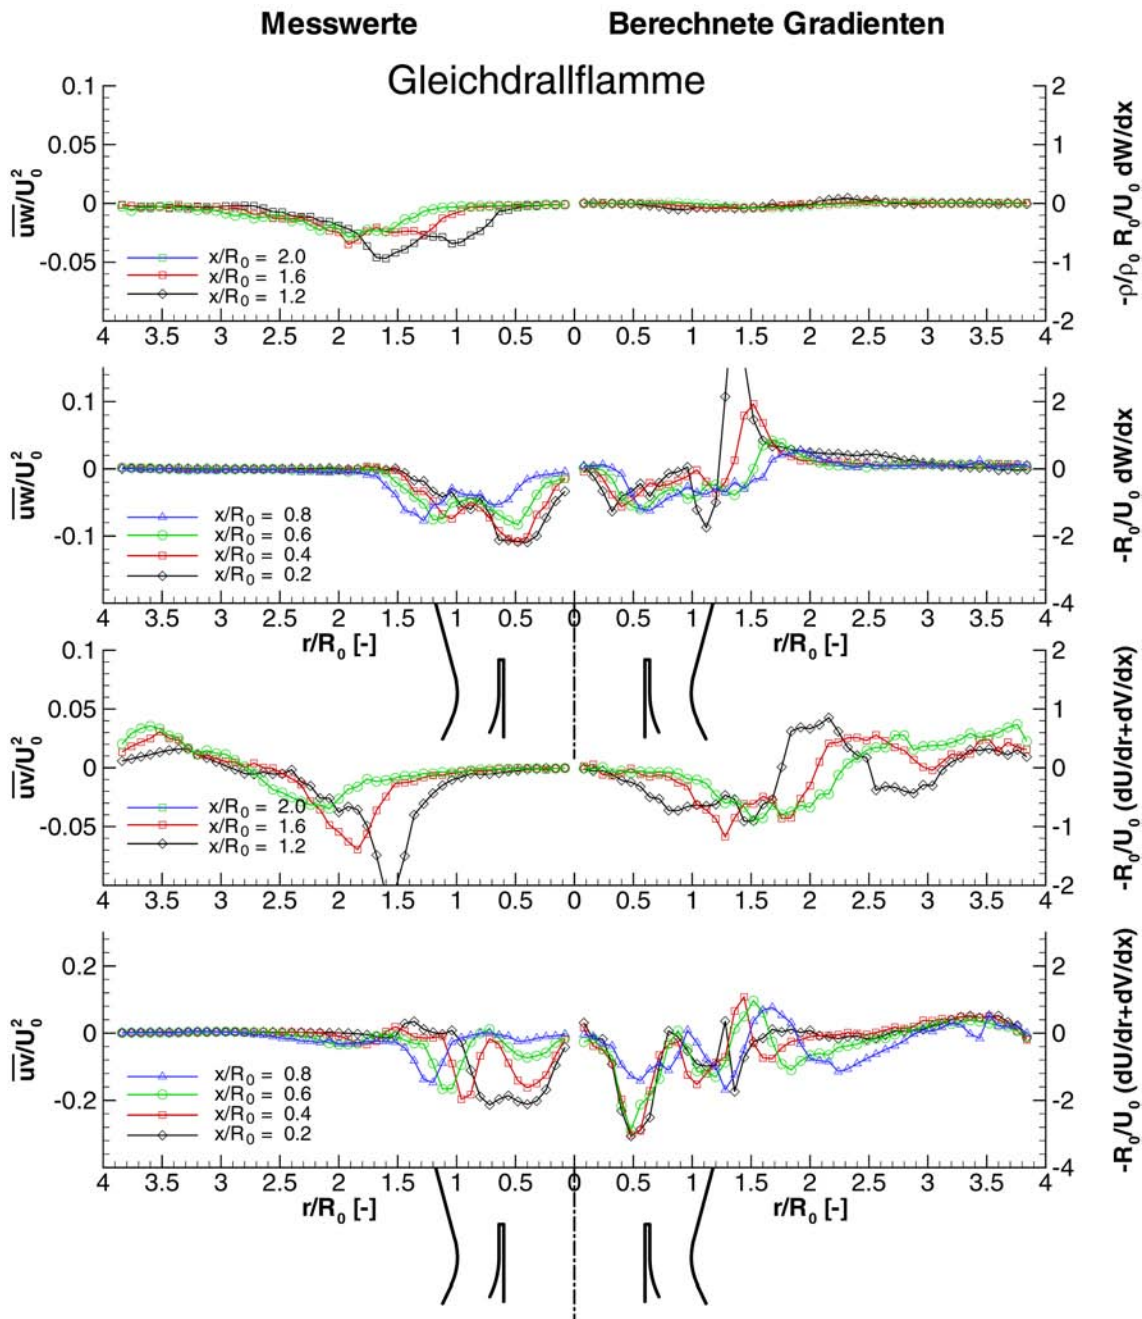 Messwerte Berechnete Gradienten
Gleichdrallflamme
0.1 2
0.05 1
0 0
-0.05 -1
-2
uw/U₀²
-ρ/ρ₀ R₀/U₀ dW/dx
x/R₀ = 2.0
x/R₀ = 1.6
x/R₀ = 1.2
4 3.5 3 2.5 2 1.5 1 0.5 0 0.5 1 1.5 2 2.5 3 3.5 4
0.1 2
0 0
-0.1 -2
-4
uw/U₀²
-R₀/U₀ dW/dx
x/R₀ = 0.8
x/R₀ = 0.6
x/R₀ = 0.4
x/R₀ = 0.2
4 3.5 3 2.5 2 1.5 1 0.5 0 0.5 1 1.5 2 2.5 3 3.5 4
r/R₀ [-] r/R₀ [-]
0.1 2
0.05 1
0 0
-0.05 -1
-2
uv/U₀²
-R₀/U₀ (dU/dr+dV/dx)
x/R₀ = 2.0
x/R₀ = 1.6
x/R₀ = 1.2
4 3.5 3 2.5 2 1.5 1 0.5 0 0.5 1 1.5 2 2.5 3 3.5 4
0.2 2
0 0
-0.2 -2
-4
uv/U₀²
-R₀/U₀ (dU/dr+dV/dx)
x/R₀ = 0.8
x/R₀ = 0.6
x/R₀ = 0.4
x/R₀ = 0.2
4 3.5 3 2.5 2 1.5 1 0.5 0 0.5 1 1.5 2 2.5 3 3.5 4
r/R₀ [-] r/R₀ [-]